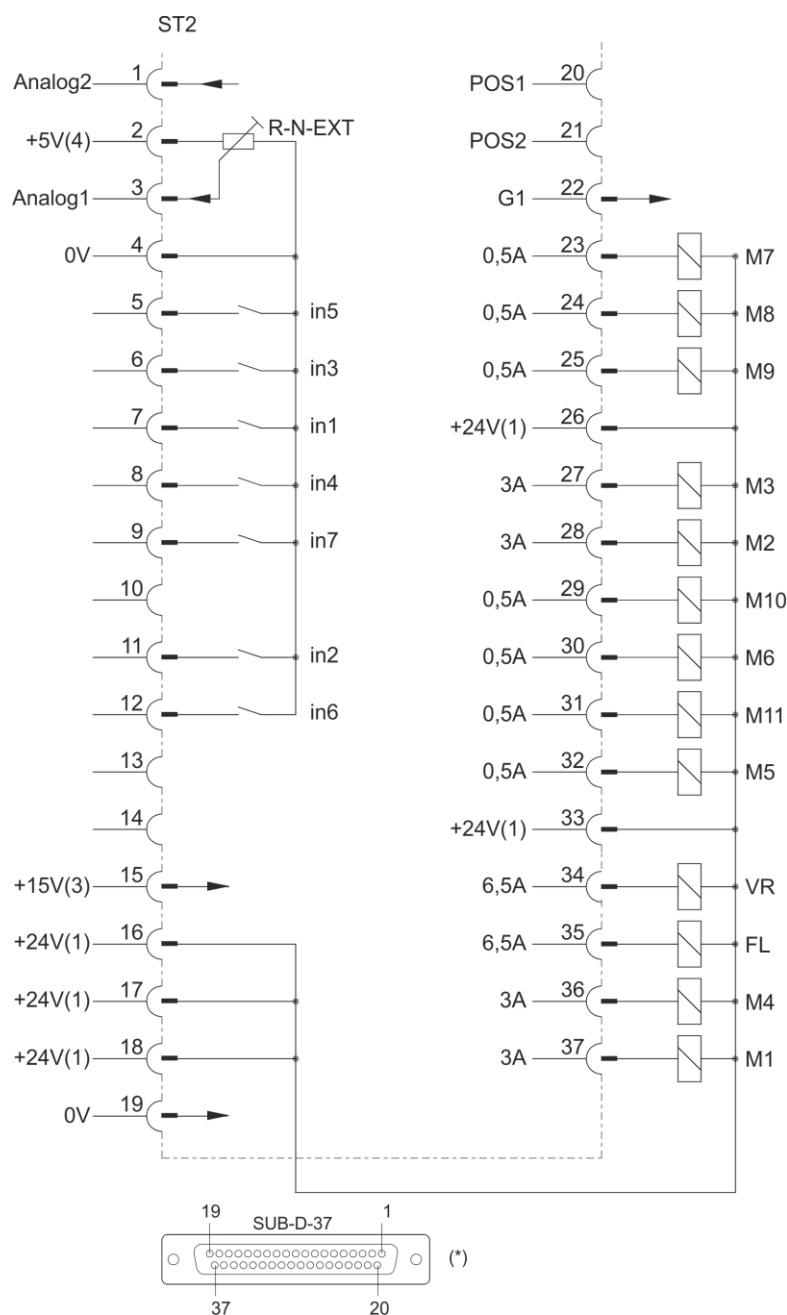 ST2
Analog2 1
+5V(4) 2 R-N-EXT
Analog1 3
0V 4
5 in5
6 in3
7 in1
8 in4
9 in7
10
11 in2
12 in6
13
14
+15V(3) 15
+24V(1) 16
+24V(1) 17
+24V(1) 18
0V 19
POS1 20
POS2 21
G1 22
0,5A 23 M7
0,5A 24 M8
0,5A 25 M9
+24V(1) 26
3A 27 M3
3A 28 M2
0,5A 29 M10
0,5A 30 M6
0,5A 31 M11
0,5A 32 M5
+24V(1) 33
6,5A 34 VR
6,5A 35 FL
3A 36 M4
3A 37 M1
19 1
SUB-D-37
(*)
37 20